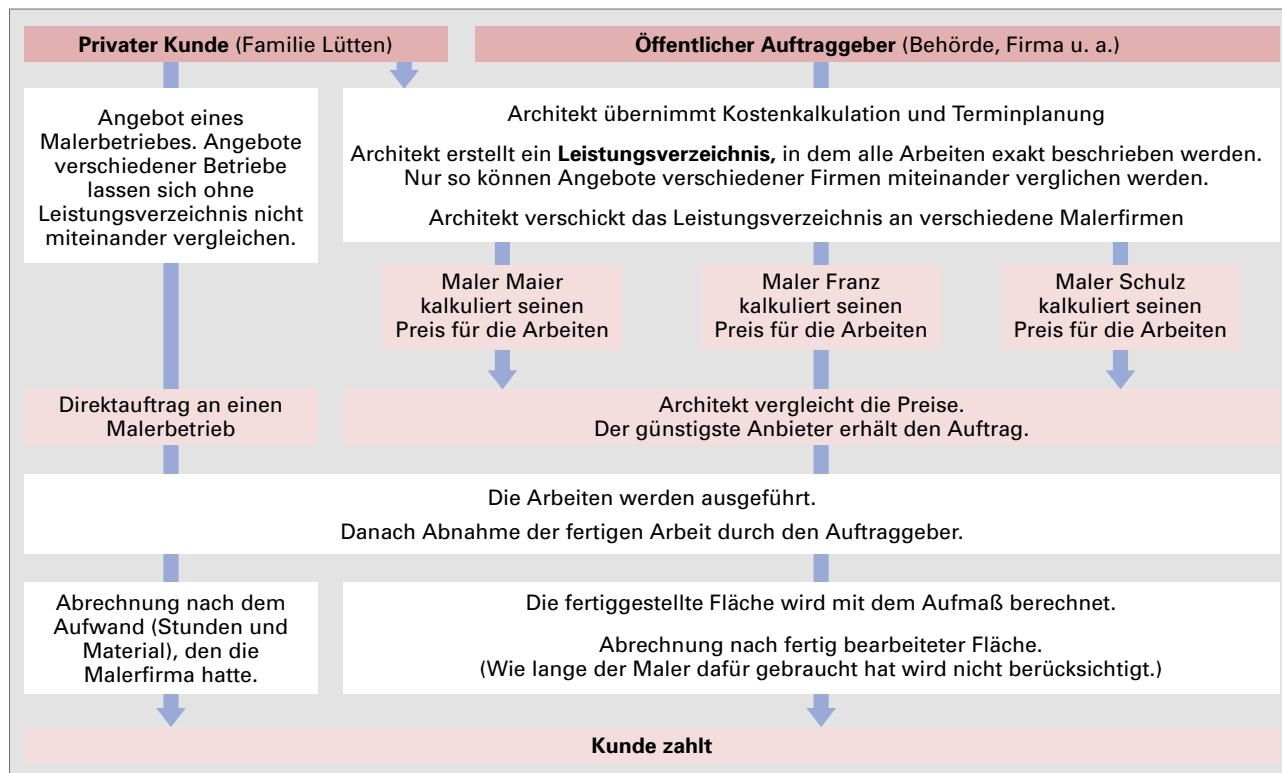 Privater Kunde (Familie Lütten)
Öffentlicher Auftraggeber (Behörde, Firma u. a.)
Angebot eines
Malerbetriebes. Angebote
verschiedener Betriebe
lassen sich ohne
Leistungsverzeichnis nicht
miteinander vergleichen.
Architekt übernimmt Kostenkalkulation und Terminplanung
Architekt erstellt ein Leistungsverzeichnis, in dem alle Arbeiten exakt beschrieben werden.
Nur so können Angebote verschiedener Firmen miteinander verglichen werden.
Architekt verschickt das Leistungsverzeichnis an verschiedene Malerfirmen
Maler Maier
kalkuliert seinen
Preis für die Arbeiten
Maler Franz
kalkuliert seinen
Preis für die Arbeiten
Maler Schulz
kalkuliert seinen
Preis für die Arbeiten
Direktauftrag an einen
Malerbetrieb
Architekt vergleicht die Preise.
Der günstigste Anbieter erhält den Auftrag.
Die Arbeiten werden ausgeführt.
Danach Abnahme der fertigen Arbeit durch den Auftraggeber.
Abrechnung nach dem
Aufwand (Stunden und
Material), den die
Malerfirma hatte.
Die fertiggestellte Fläche wird mit dem Aufmaß berechnet.
Abrechnung nach fertig bearbeiteter Fläche.
(Wie lange der Maler dafür gebraucht hat wird nicht berücksichtigt.)
Kunde zahlt